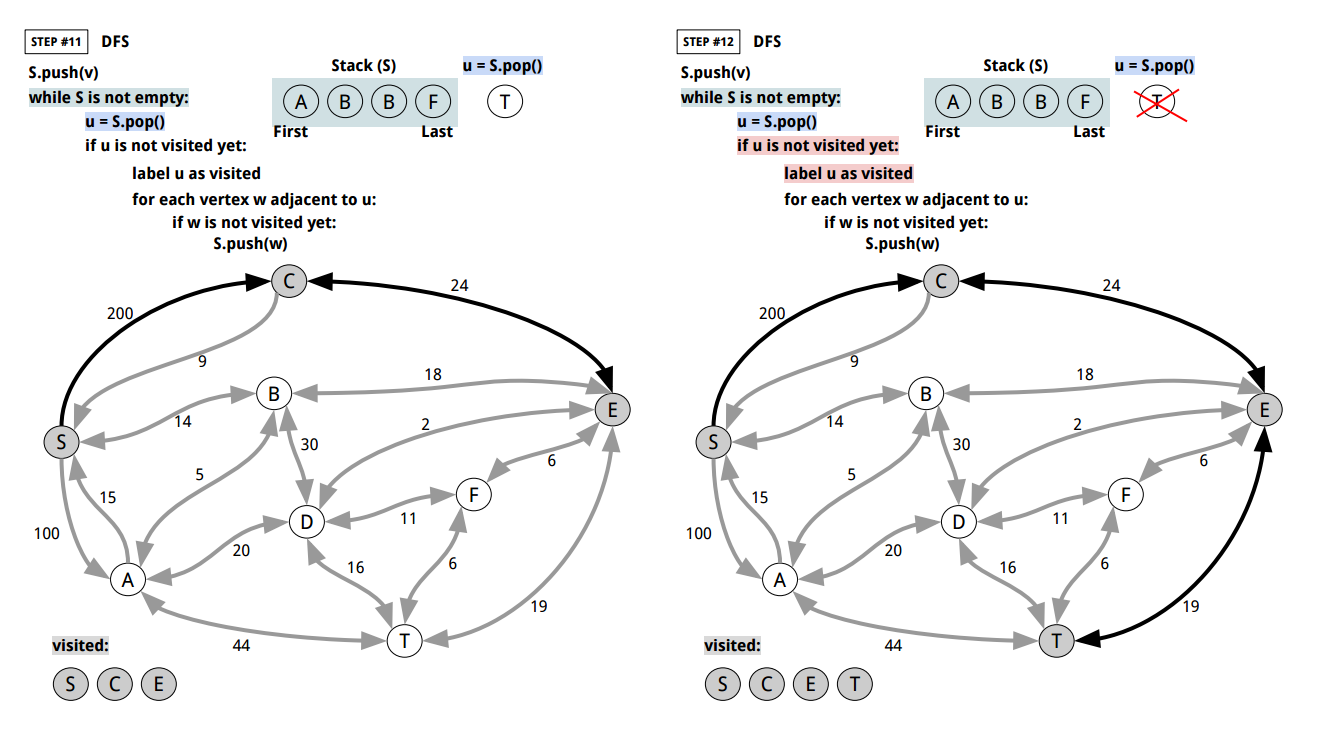 STEP #11 DFS
S.push(v)
while S is not empty:
u = S.pop()
if u is not visited yet:
label u as visited
for each vertex w adjacent to u:
if w is not visited yet:
S.push(w)
Stack (S)
A B B F
First Last
u = S.pop()
T
C
24
200
9
B
18
14
E
S
2
30
6
5
15
F
D
11
100
20
16
6
A
19
T
44
visited:
S C E
STEP #12 DFS
S.push(v)
while S is not empty:
u = S.pop()
if u is not visited yet:
label u as visited
for each vertex w adjacent to u:
if w is not visited yet:
S.push(w)
Stack (S)
A B B F
First Last
u = S.pop()
T
C
24
200
9
B
18
14
E
S
2
30
6
5
15
F
D
11
100
20
16
6
A
19
T
44
visited:
S C E T